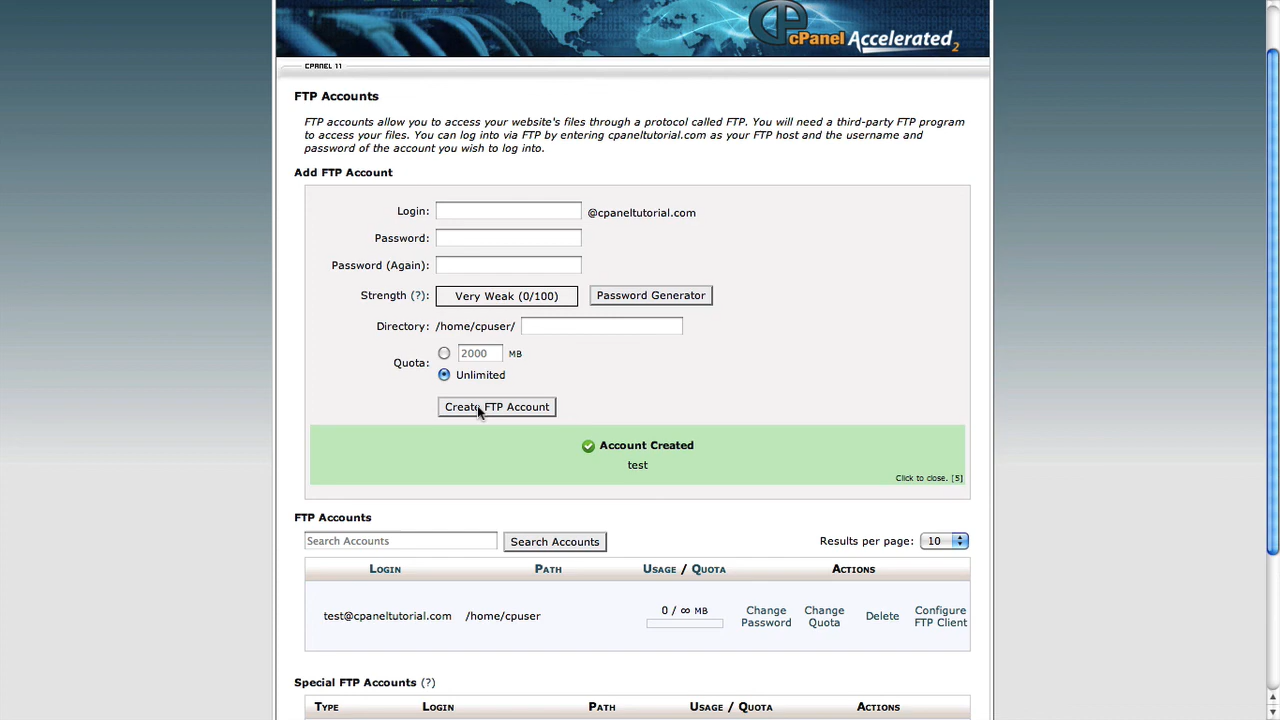 cP
cPanel Accelerated2
CPANEL 11
FTP Accounts
FTP accounts allow you to access your website's files through a protocol called FTP. You will need a third-party FTP program
to access your files. You can log into via FTP by entering cpaneltutorial.com as your FTP host and the username and
password of the account you wish to log into.
Add FTP Account
Login: @cpaneltutorial.com
Password:
Password (Again):
Strength (?): Very Weak (0/100) Password Generator
Directory: /home/cpuser/
Quota: 2000 MB
Unlimited
Create FTP Account
Account Created
test
Click to close. [5]
FTP Accounts
Search Accounts Search Accounts Results per page: 10
LOGIN PATH USAGE / QUOTA ACTIONS
test@cpaneltutorial.com /home/cpuser 0 / ∞ MB Change Password Change Quota Delete Configure FTP Client
Special FTP Accounts (?)
TYPE LOGIN PATH USAGE / QUOTA ACTIONS